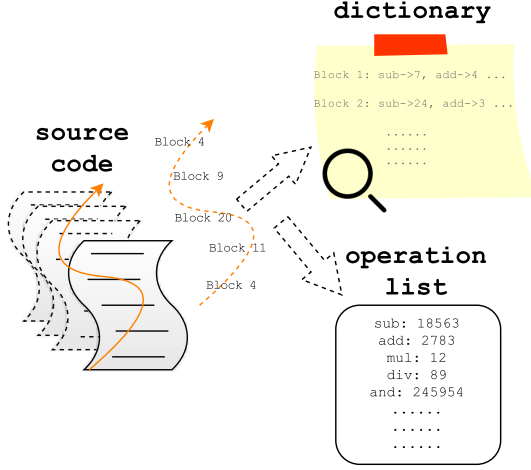 dictionary
Block 1: sub->7, add->4 ...
Block 2: sub->24, add->3 ...
......
......
......
source
code
Block 4
Block 9
Block 20
Block 11
Block 4
operation
list
sub: 18563
add: 2783
mul: 12
div: 89
and: 245954
......
......
......